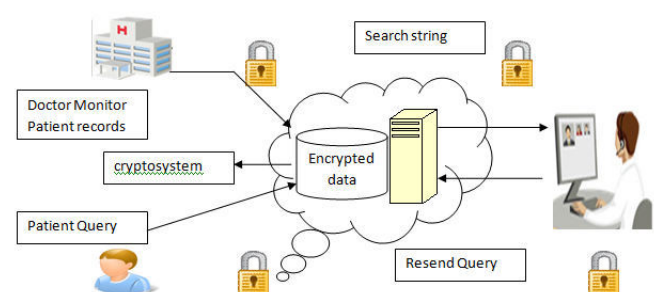 H
Search string
Doctor Monitor
Patient records
Encrypted
data
cryptosystem
Patient Query
Resend Query